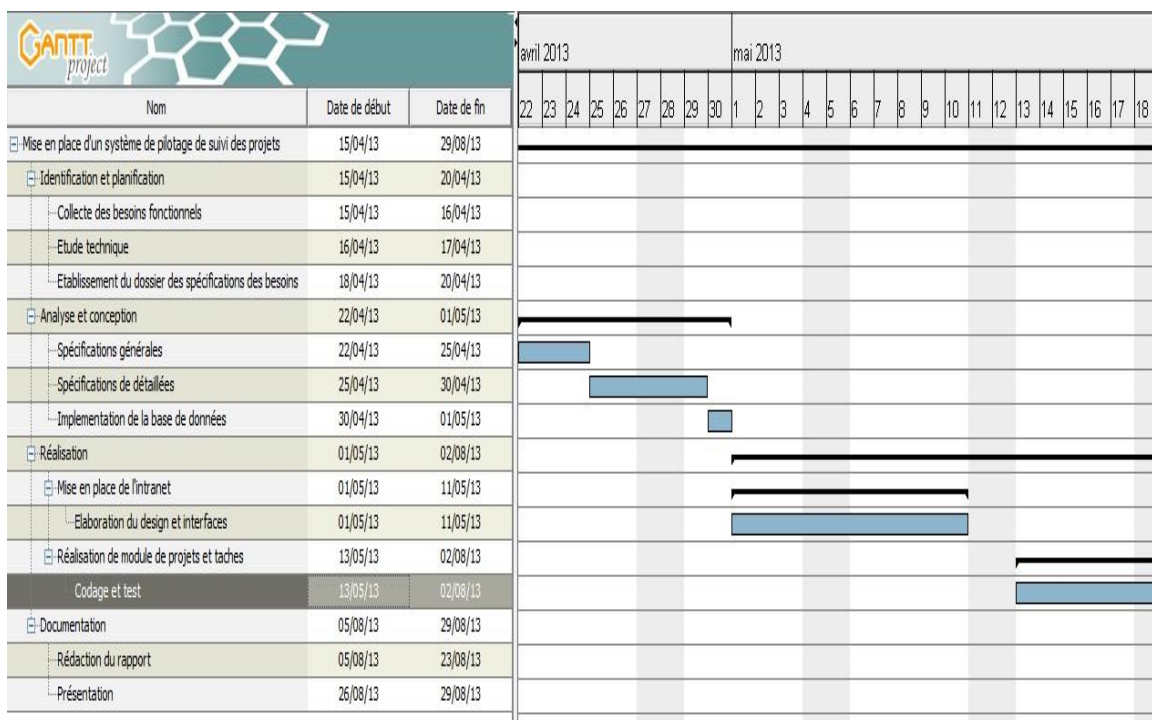 GANTT
project
avril 2013 mai 2013
Nom Date de début Date de fin 22 23 24 25 26 27 28 29 30 1 2 3 4 5 6 7 8 9 10 11 12 13 14 15 16 17 18
Mise en place d'un système de pilotage de suivi des projets 15/04/13 29/08/13
Identification et planification 15/04/13 20/04/13
Collecte des besoins fonctionnels 15/04/13 16/04/13
Etude technique 16/04/13 17/04/13
Etablissement du dossier des spécifications des besoins 18/04/13 20/04/13
Analyse et conception 22/04/13 01/05/13
Spécifications générales 22/04/13 25/04/13
Spécifications de détaillées 25/04/13 30/04/13
Implementation de la base de données 30/04/13 01/05/13
Réalisation 01/05/13 02/08/13
Mise en place de l'intranet 01/05/13 11/05/13
Elaboration du design et interfaces 01/05/13 11/05/13
Réalisation de module de projets et taches 13/05/13 02/08/13
Codage et test 13/05/13 02/08/13
Documentation 05/08/13 29/08/13
Rédaction du rapport 05/08/13 23/08/13
Présentation 26/08/13 29/08/13